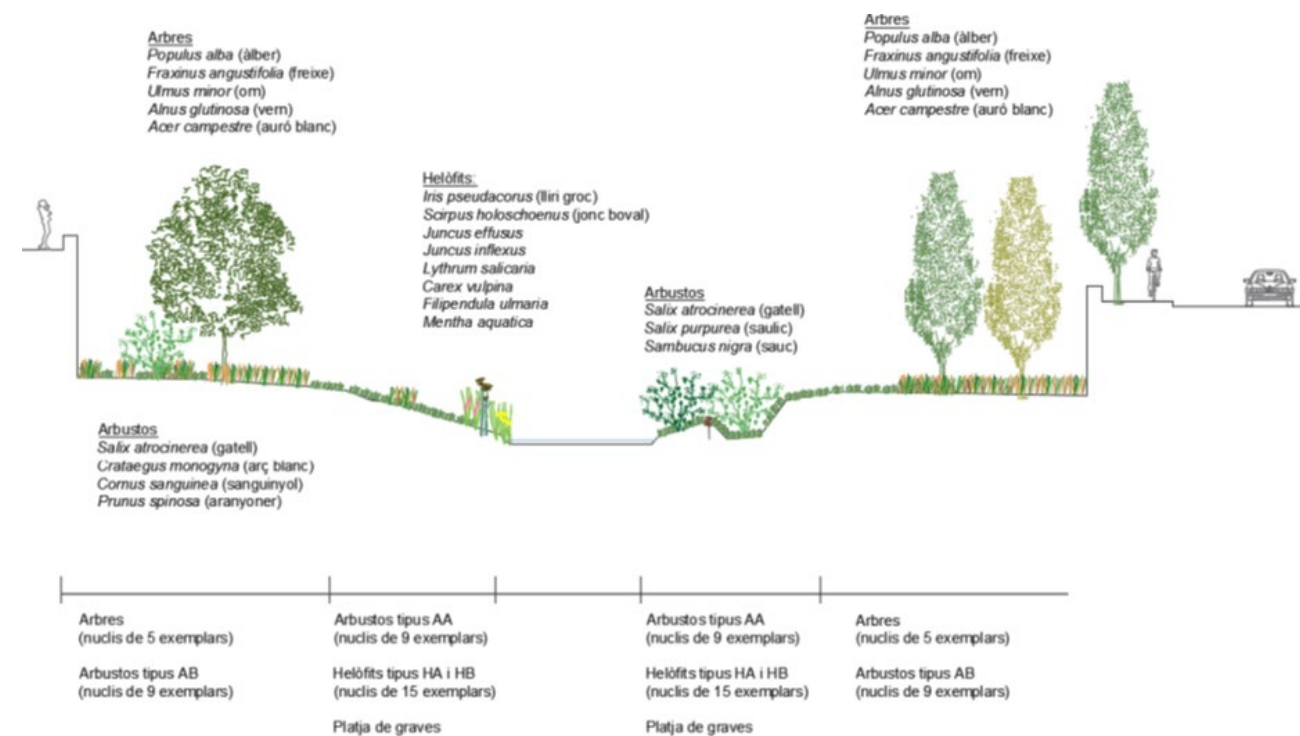 Arbres
Populus alba (àlber)
Fraxinus angustifolia (freixe)
Ulmus minor (om)
Alnus glutinosa (vern)
Acer campestre (auró blanc)
Arbres
Populus alba (àlber)
Fraxinus angustifolia (freixe)
Ulmus minor (om)
Alnus glutinosa (vern)
Acer campestre (auró blanc)
Helòfits:
Iris pseudacorus (lliri groc)
Scirpus holoschoenus (jonc boval)
Juncus effusus
Juncus inflexus
Lythrum salicaria
Carex vulpina
Filipendula ulmaria
Mentha aquatica
Arbustos
Salix atrocinerea (gatell)
Salix purpurea (saulic)
Sambucus nigra (sauc)
Arbustos
Salix atrocinerea (gatell)
Crataegus monogyna (arç blanc)
Cornus sanguinea (sanguinyol)
Prunus spinosa (aranyoner)
Arbres
(nuclis de 5 exemplars)
Arbustos tipus AB
(nuclis de 9 exemplars)
Arbustos tipus AA
(nuclis de 9 exemplars)
Helòfits tipus HA i HB
(nuclis de 15 exemplars)
Platja de graves
Arbustos tipus AA
(nuclis de 9 exemplars)
Helòfits tipus HA i HB
(nuclis de 15 exemplars)
Platja de graves
Arbres
(nuclis de 5 exemplars)
Arbustos tipus AB
(nuclis de 9 exemplars)